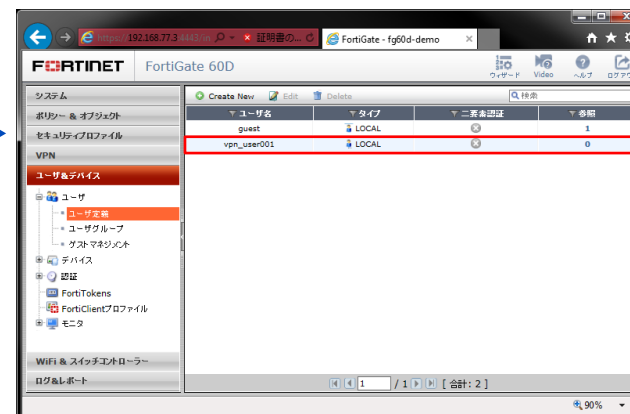 https://192.168.77.3:4443/in
証明書の...
FortiGate - fg60d-demo
FORTINET
FortiGate 60D
ウィザード
Video
ヘルプ
システム
ポリシー & オブジェクト
セキュリティプロファイル
VPN
ユーザ&デバイス
ユーザ
ユーザ定義
ユーザグループ
ゲストマネジメント
デバイス
認証
FortiTokens
FortiClientプロファイル
モニタ
WiFi & スイッチコントローラー
ログ&レポート
Create New Edit Delete 検索
ユーザ名 タイプ 二要素認証 参照
guest LOCAL 1
vpn_user001 LOCAL 0
1 / 1 [ 合計: 2 ]
90%